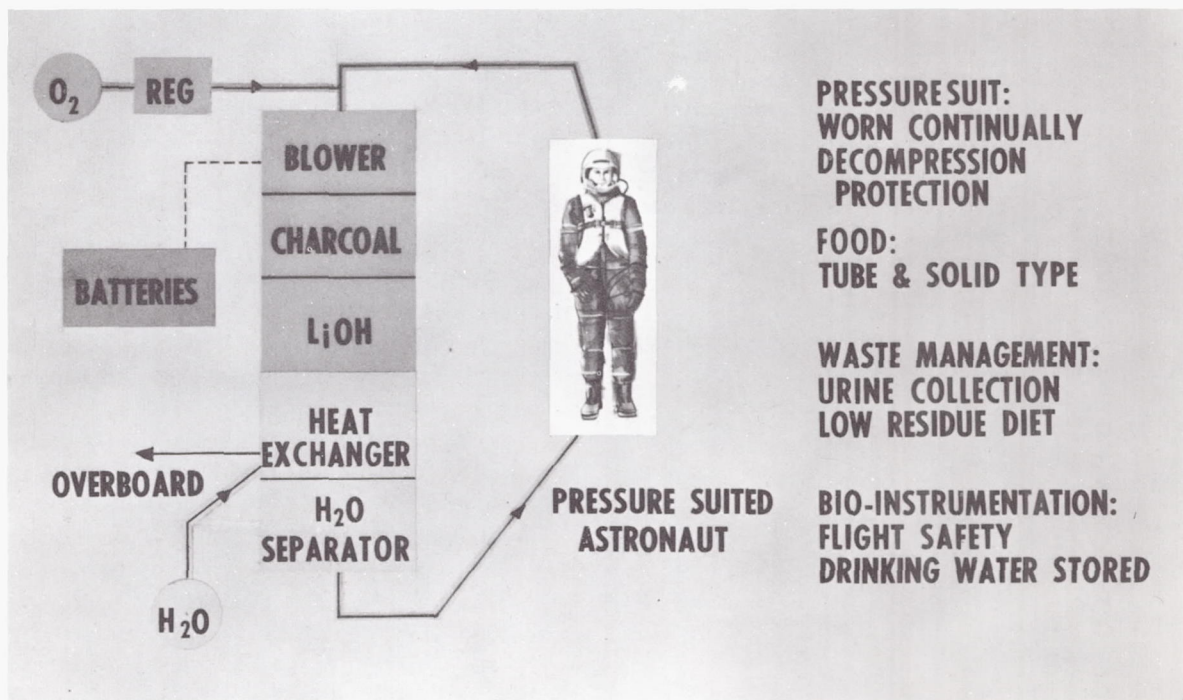 O2
REG
BLOWER
CHARCOAL
BATTERIES
LiOH
HEAT
EXCHANGER
OVERBOARD
H2O
SEPARATOR
H2O
PRESSURE SUITED
ASTRONAUT
PRESSURE SUIT:
WORN CONTINUALLY
DECOMPRESSION
PROTECTION
FOOD:
TUBE & SOLID TYPE
WASTE MANAGEMENT:
URINE COLLECTION
LOW RESIDUE DIET
BIO-INSTRUMENTATION:
FLIGHT SAFETY
DRINKING WATER STORED